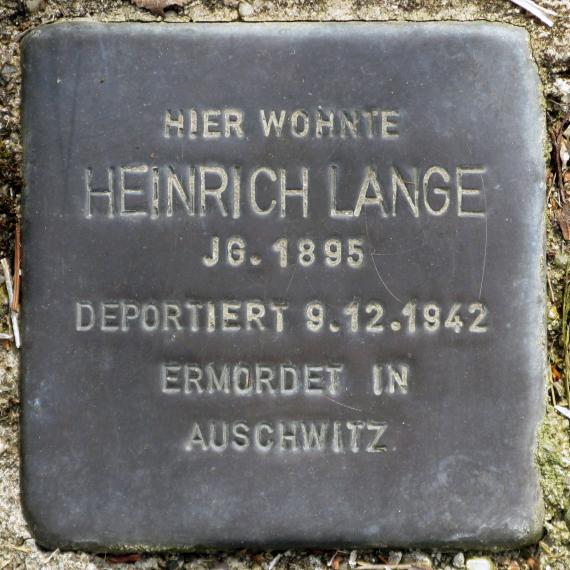 HIER WOHNTE
HEINRICH LANGE
JG. 1895
DEPORTIERT 9.12.1942
ERMORDET IN
AUSCHWITZ